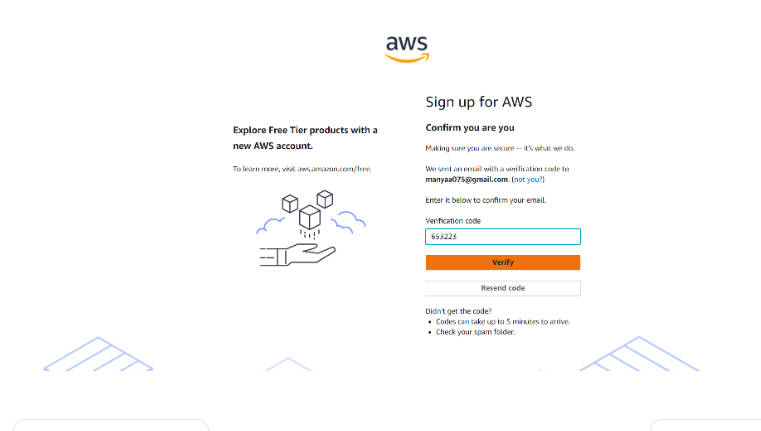 aws
Explore Free Tier products with a
new AWS account.
To learn more, visit aws.amazon.com/free.
Sign up for AWS
Confirm you are you
Making sure you are secure -- it's what we do.
We sent an email with a verification code to
manyaa075@gmail.com. (not you?)
Enter it below to confirm your email.
Verification code
653223
Verify
Resend code
Didn't get the code?
• Codes can take up to 5 minutes to arrive.
• Check your spam folder.